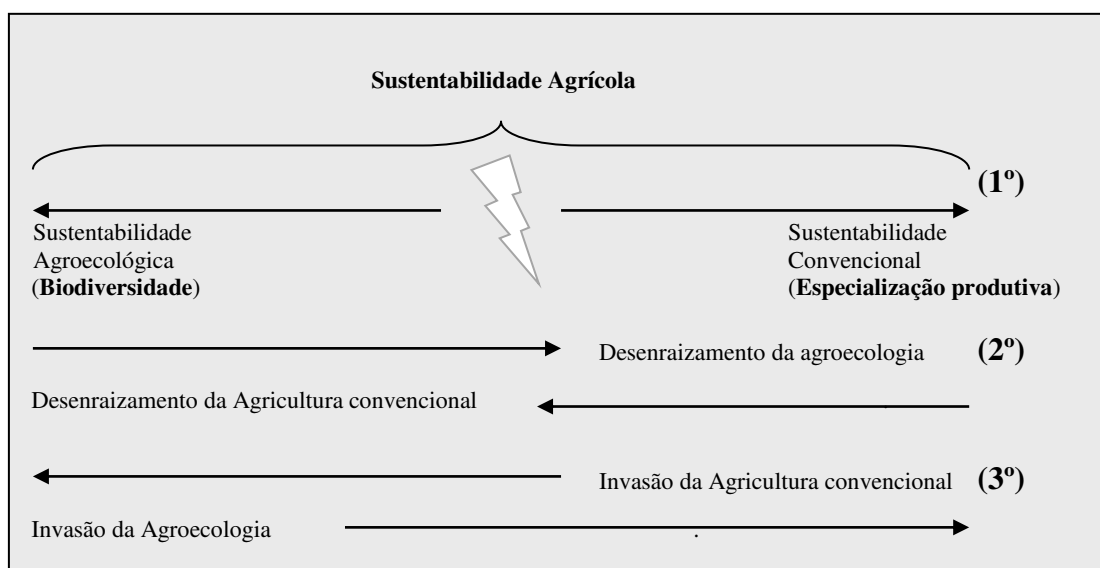 Sustentabilidade Agrícola
(1º)
Sustentabilidade
Agroecológica
(Biodiversidade)
Sustentabilidade
Convencional
(Especialização produtiva)
Desenraizamento da agroecologia (2º)
Desenraizamento da Agricultura convencional
Invasão da Agricultura convencional (3º)
Invasão da Agroecologia